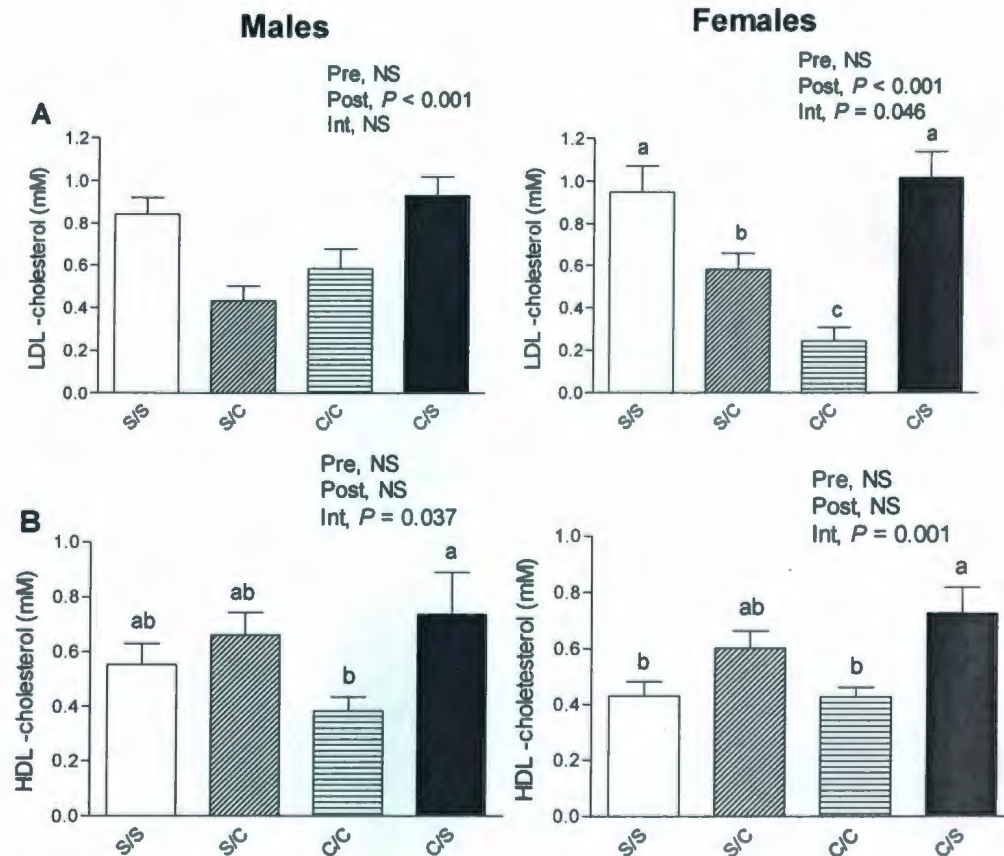 Males
Females
Pre, NS
Post, P < 0.001
Int, NS
Pre, NS
Post, P < 0.001
Int, P = 0.046
A
LDL -cholesterol (mM)
1.2
1.0
0.8
0.6
0.4
0.2
0.0
S/S
S/C
C/C
C/S
LDL -cholesterol (mM)
1.2
1.0
0.8
0.6
0.4
0.2
0.0
a
b
c
a
S/S
S/C
C/C
C/S
Pre, NS
Post, NS
Int, P = 0.037
Pre, NS
Post, NS
Int, P = 0.001
B
HDL -cholesterol (mM)
1.0
0.8
0.6
0.4
0.2
0.0
ab
ab
b
a
S/S
S/C
C/C
C/S
HDL -choletesterol (mM)
1.0
0.8
0.6
0.4
0.2
0.0
b
ab
b
a
S/S
S/C
C/C
C/S